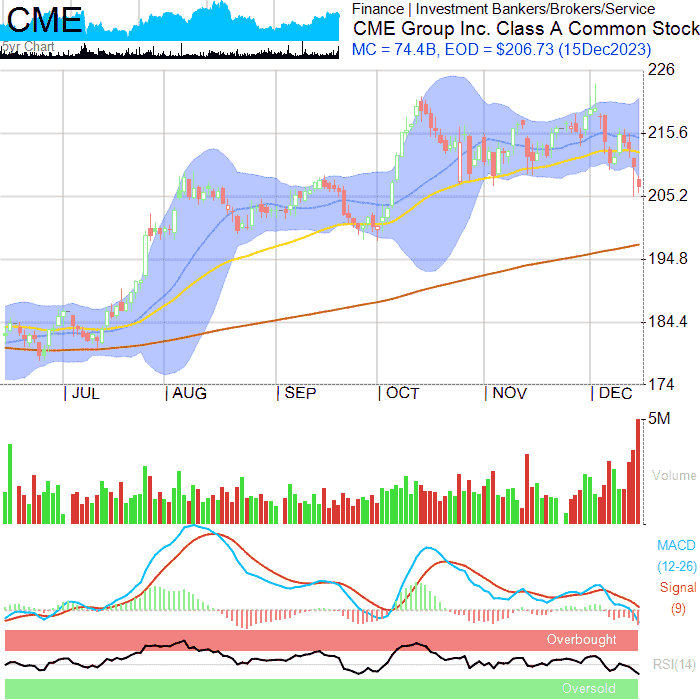 CME
Finance | Investment Bankers/Brokers/Service
CME Group Inc. Class A Common Stock
MC = 74.4B, EOD = $206.73 (15Dec2023)
Chart
226
215.6
205.2
194.8
184.4
174
JUL AUG SEP OCT NOV DEC
5M
Volume
MACD
(12-26)
Signal
(9)
Overbought
RSI(14)
Oversold